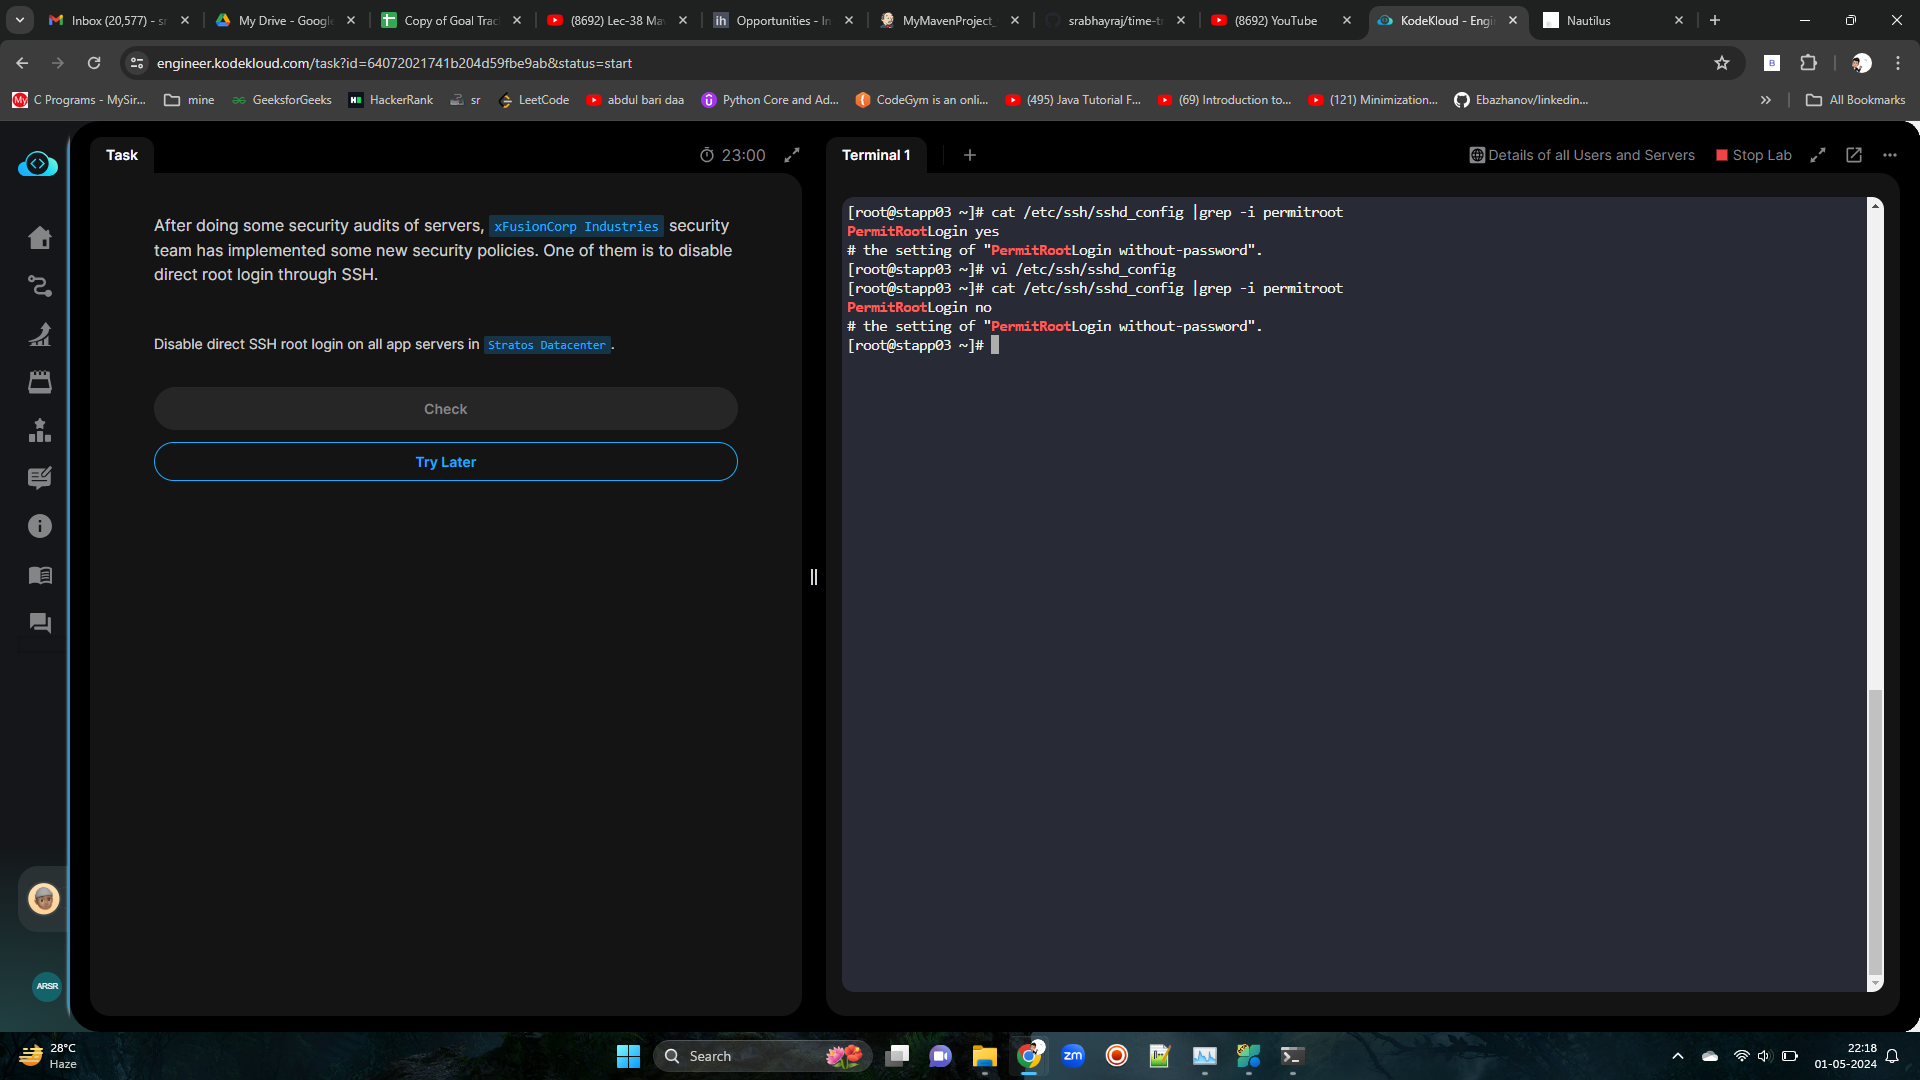 Inbox (20,577) - sr
My Drive - Google
Copy of Goal Trac
(8692) Lec-38 Ma
ih
Opportunities - In
MyMavenProject_
srabhayraj/time-t
(8692) YouTube
KodeKloud - Engi
Nautilus
engineer.kodekloud.com/task?id=64072021741b204d59fbe9ab&status=start
B
C Programs - MySir...
mine
GeeksforGeeks
HackerRank
sr
LeetCode
abdul bari daa
Python Core and Ad...
CodeGym is an onli...
(495) Java Tutorial F...
(69) Introduction to...
(121) Minimization...
Ebazhanov/linkedin...
All Bookmarks
Task
23:00
After doing some security audits of servers, xFusionCorp Industries security
team has implemented some new security policies. One of them is to disable
direct root login through SSH.
Disable direct SSH root login on all app servers in Stratos Datacenter.
Check
Try Later
Terminal 1
Details of all Users and Servers
Stop Lab
[root@stapp03 ~]# cat /etc/ssh/sshd_config |grep -i permitroot
PermitRootLogin yes
# the setting of "PermitRootLogin without-password".
[root@stapp03 ~]# vi /etc/ssh/sshd_config
[root@stapp03 ~]# cat /etc/ssh/sshd_config |grep -i permitroot
PermitRootLogin no
# the setting of "PermitRootLogin without-password".
[root@stapp03 ~]#
ARSR
28°C
Haze
Search
zm
22:18
01-05-2024